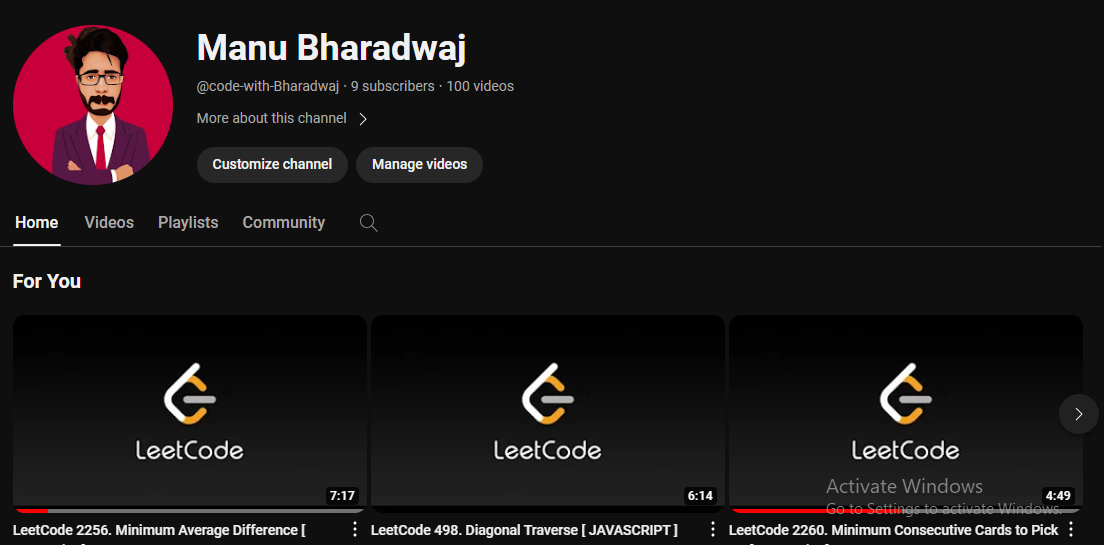 Manu Bharadwaj
@code-with-Bharadwaj · 9 subscribers · 100 videos
More about this channel
Customize channel
Manage videos
Home Videos Playlists Community
For You
LeetCode LeetCode LeetCode
7:17 6:14 4:49
Activate Windows
Go to Settings to activate Windows.
LeetCode 2256. Minimum Average Difference [ LeetCode 498. Diagonal Traverse [ JAVASCRIPT ] LeetCode 2260. Minimum Consecutive Cards to Pick